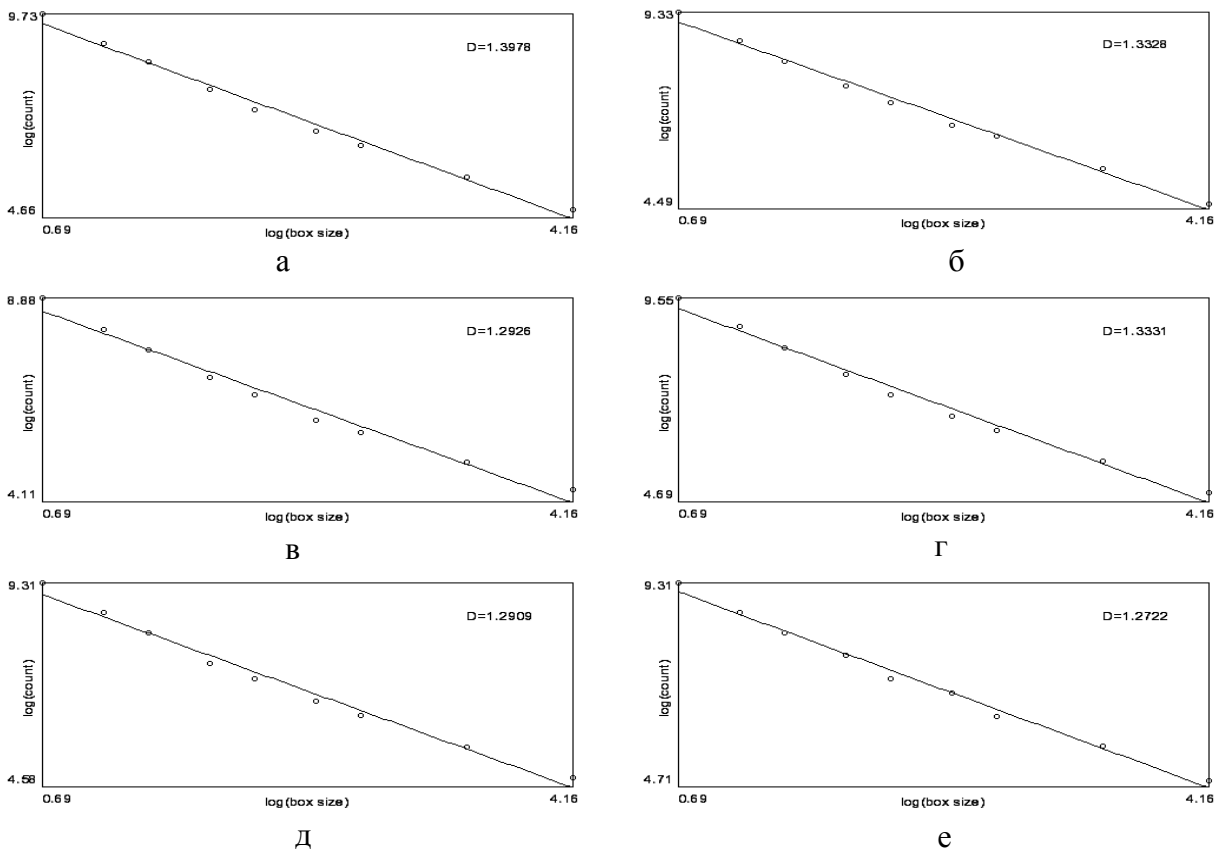 9.73
D=1.3978
log(count)
4.66
0.69
4.16
log(box size)
а
9.33
D=1.3328
log(count)
4.49
0.69
4.16
log(box size)
б
8.88
D=1.2926
log(count)
4.11
0.69
4.16
log(box size)
в
9.55
D=1.3331
log(count)
4.69
0.69
4.16
log(box size)
г
9.31
D=1.2909
log(count)
4.58
0.69
4.16
log(box size)
д
9.31
D=1.2722
log(count)
4.71
0.69
4.16
log(box size)
е